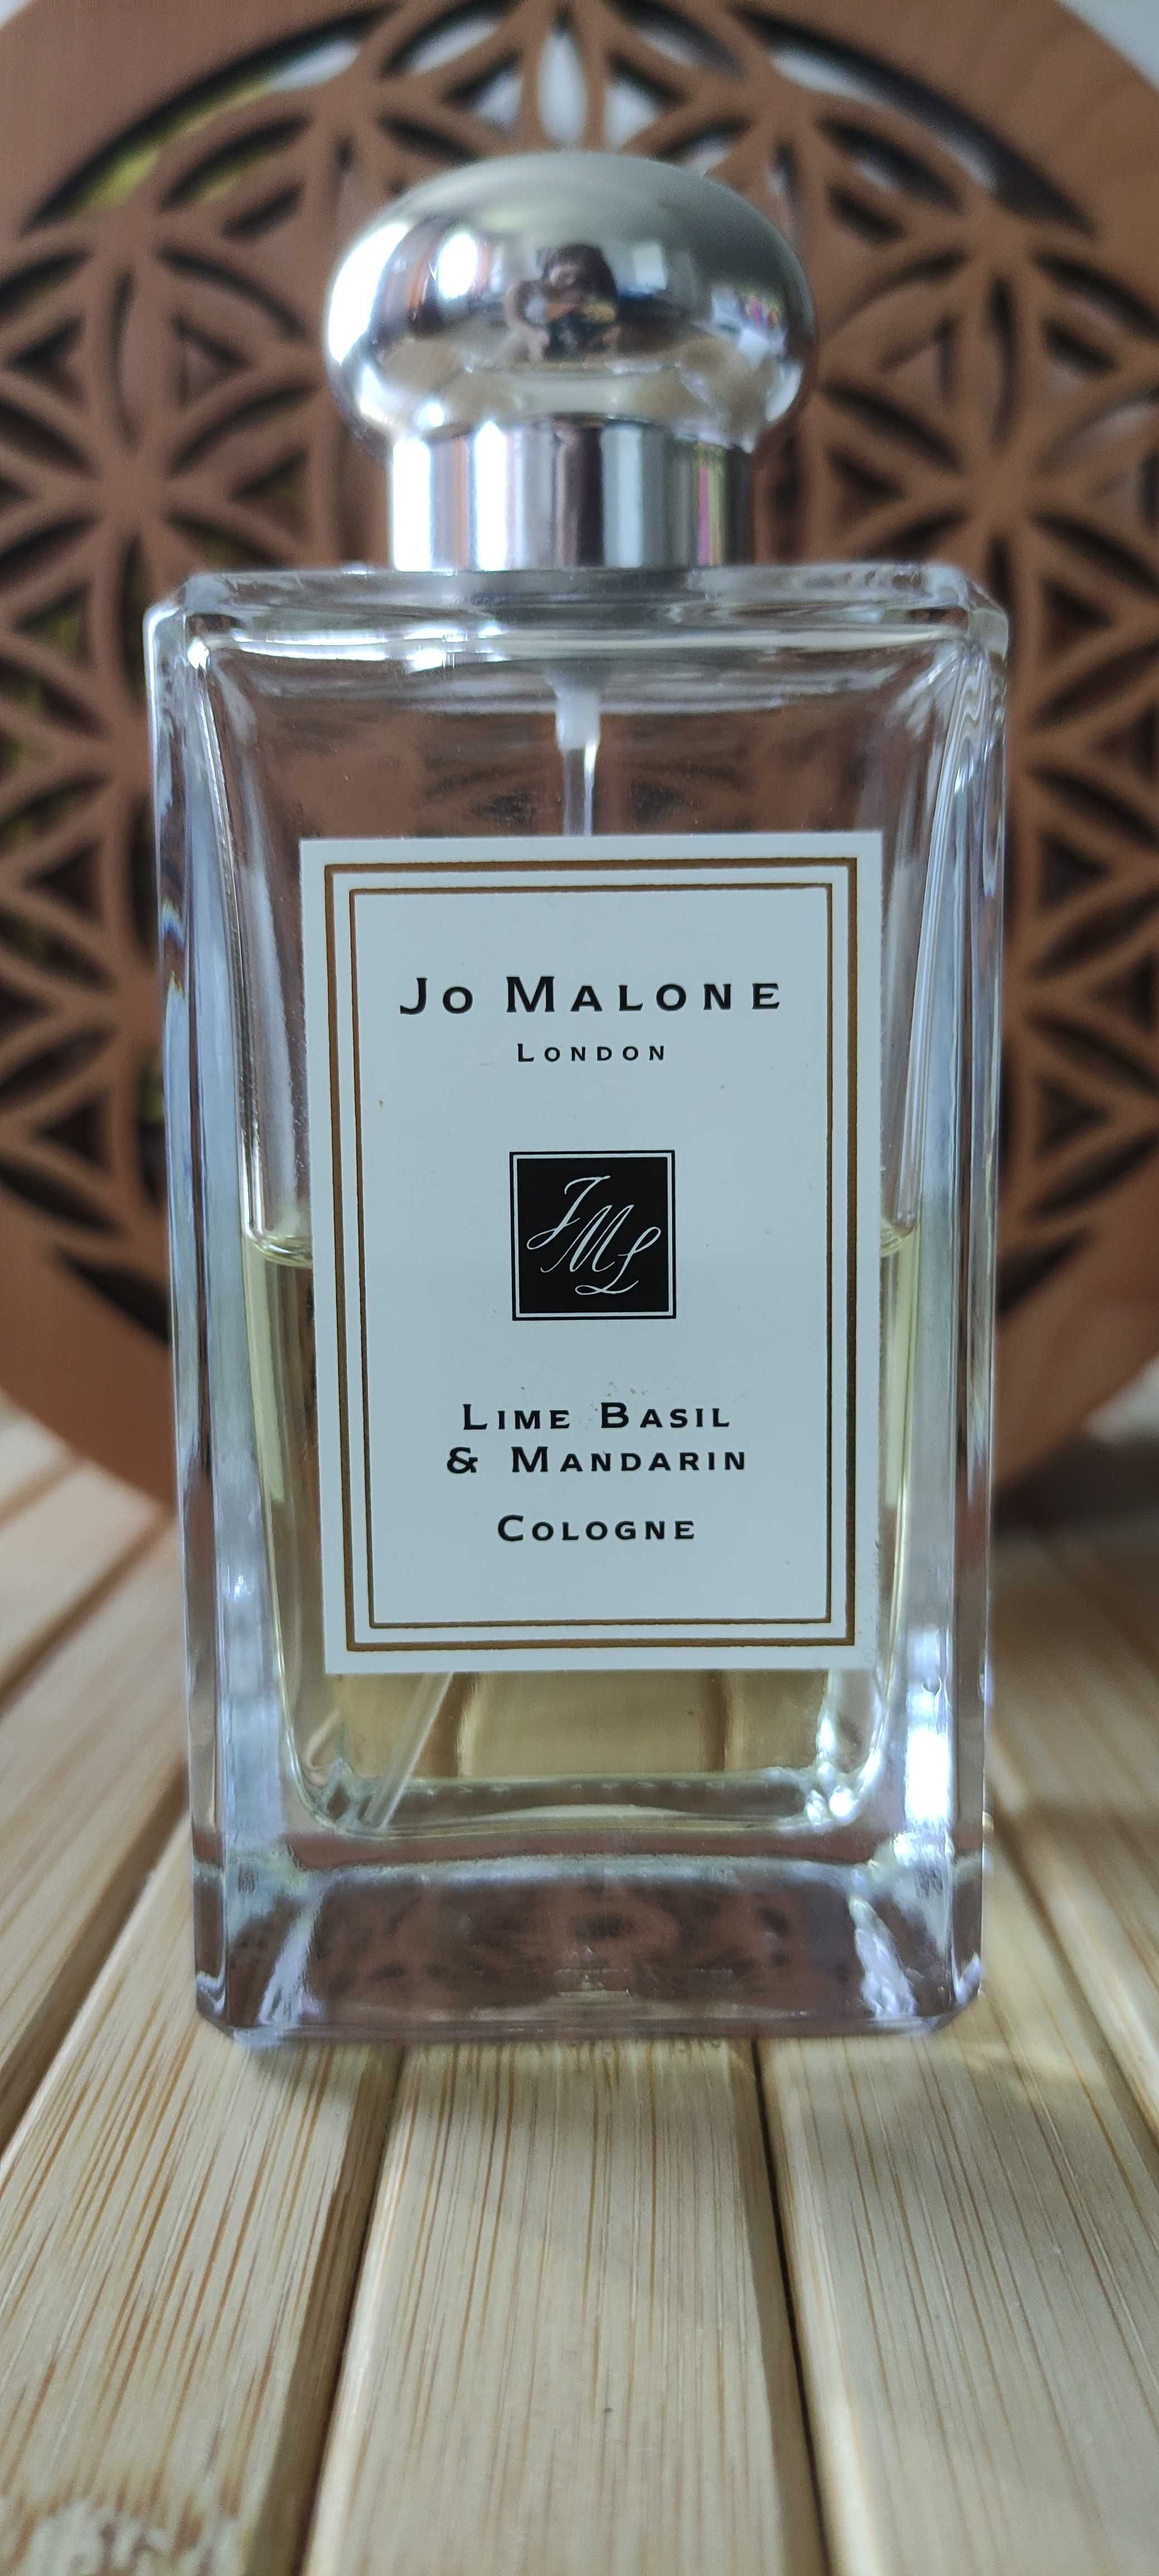 Jo Malone
London
JML
Lime Basil
& Mandarin
Cologne